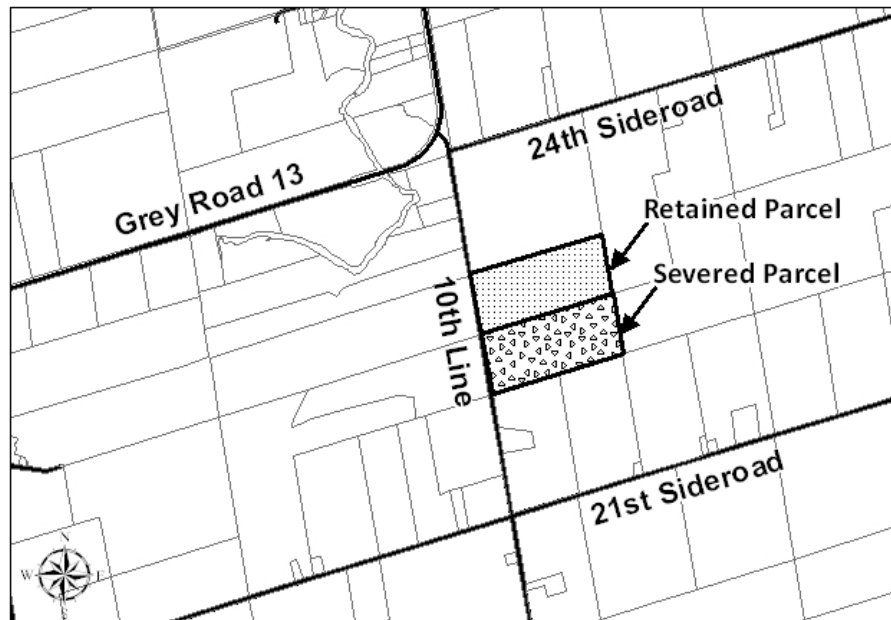 24th Sideroad
Grey Road 13
Retained Parcel
Severed Parcel
10th Line
21st Sideroad
N
W
E
S